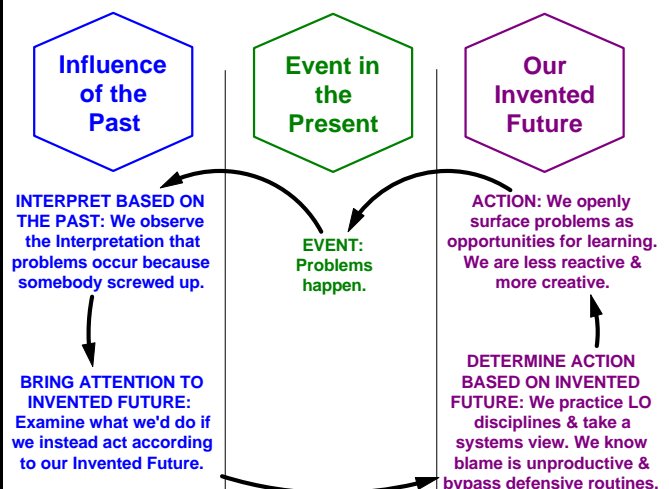 Influence
of the
Past
Event in
the
Present
Our
Invented
Future
INTERPRET BASED ON
THE PAST: We observe
the Interpretation that
problems occur because
somebody screwed up.
EVENT:
Problems
happen.
ACTION: We openly
surface problems as
opportunities for learning.
We are less reactive &
more creative.
BRING ATTENTION TO
INVENTED FUTURE:
Examine what we'd do if
we instead act according
to our Invented Future.
DETERMINE ACTION
BASED ON INVENTED
FUTURE: We practice LO
disciplines & take a
systems view. We know
blame is unproductive &
bypass defensive routines.